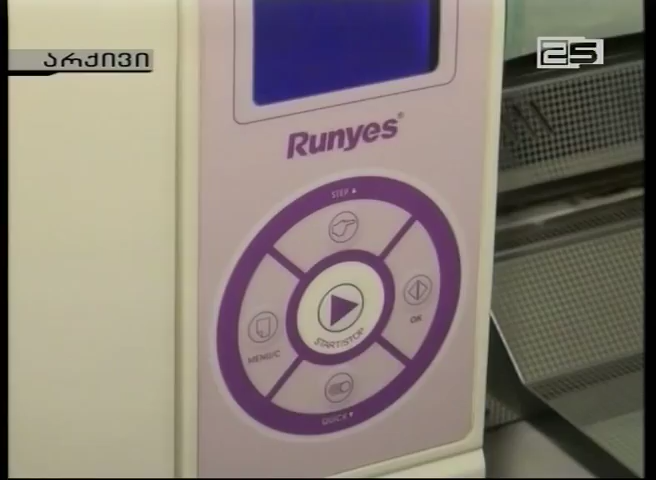 არქივი
25
Runyes®
STEP ▲
OK
START/STOP
MENU/C
QUICK ▼